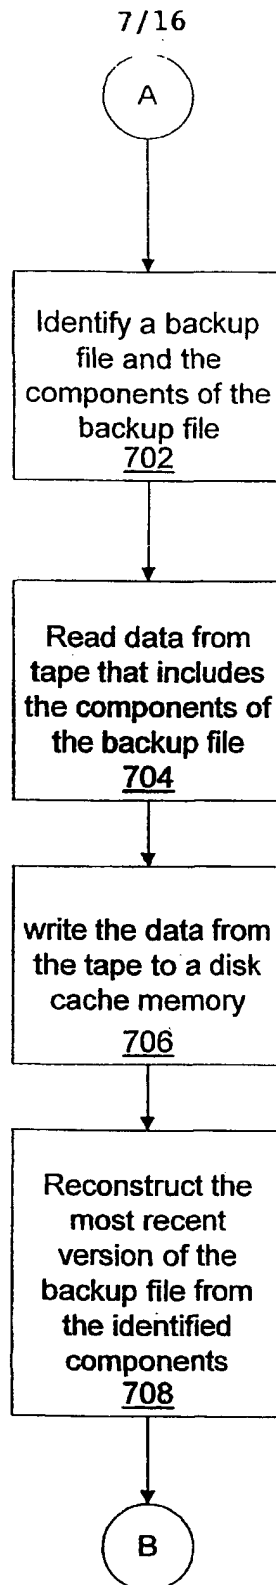 7/16
A
Identify a backup
file and the
components of the
backup file
702
Read data from
tape that includes
the components of
the backup file
704
write the data from
the tape to a disk
cache memory
706
Reconstruct the
most recent
version of the
backup file from
the identified
components
708
B